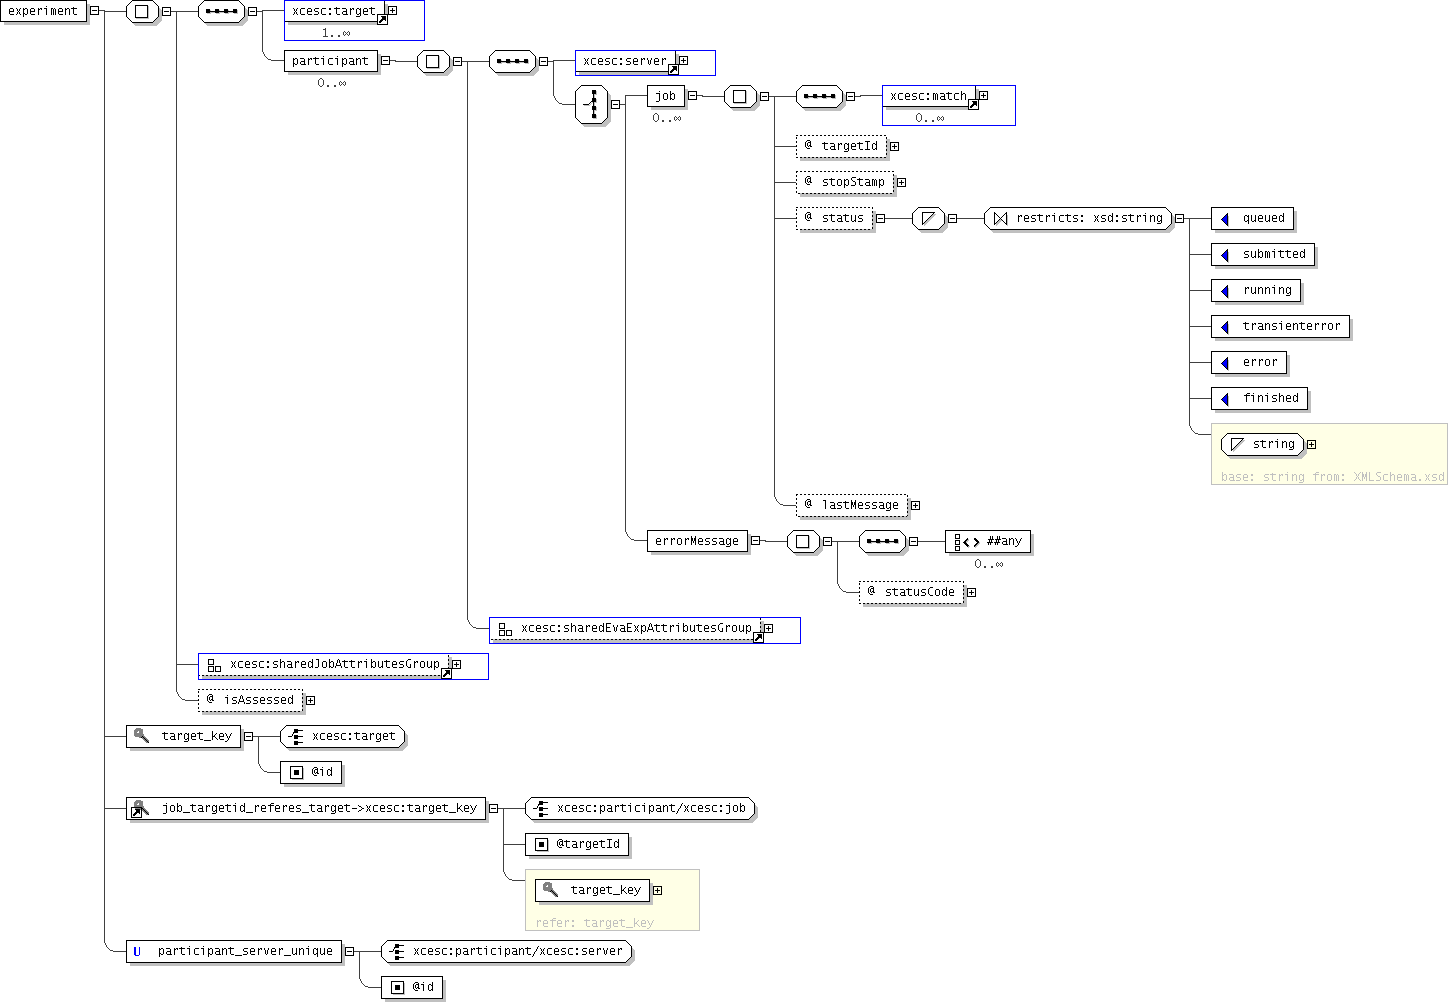 experiment
xcesc:target
1..∞
participant
0..∞
xcesc:server
job
0..∞
xcesc:match
0..∞
@ targetId
@ stopStamp
@ status
restricts: xsd:string
queued
submitted
running
transienterror
error
finished
string
base: string from: XMLSchema.xsd
@ lastMessage
errorMessage
##any
0..∞
@ statusCode
xcesc:sharedEvaExpAttributesGroup
xcesc:sharedJobAttributesGroup
@ isAssessed
target_key
xcesc:target
@id
job_targetid_referes_target->xcesc:target_key
xcesc:participant/xcesc:job
@targetId
target_key
refer: target_key
U participant_server_unique
xcesc:participant/xcesc:server
@id